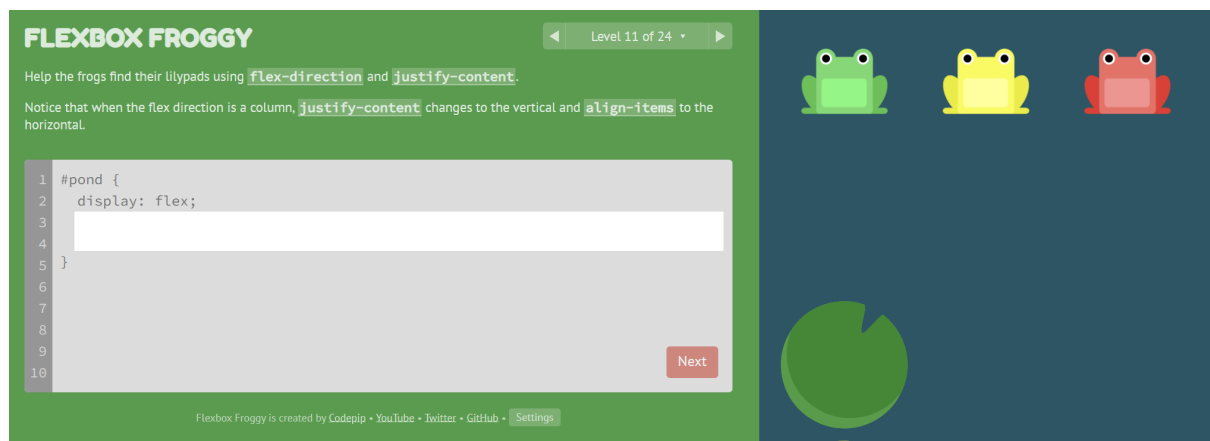 FLEXBOX FROGGY
◀ Level 11 of 24 ▾ ▶
Help the frogs find their lilypads using flex-direction and justify-content.
Notice that when the flex direction is a column, justify-content changes to the vertical and align-items to the
horizontal.
1 #pond {
2 display: flex;
3
4
5 }
6
7
8
9
10
Next
Flexbox Froggy is created by Codepip • YouTube • Twitter • GitHub • Settings